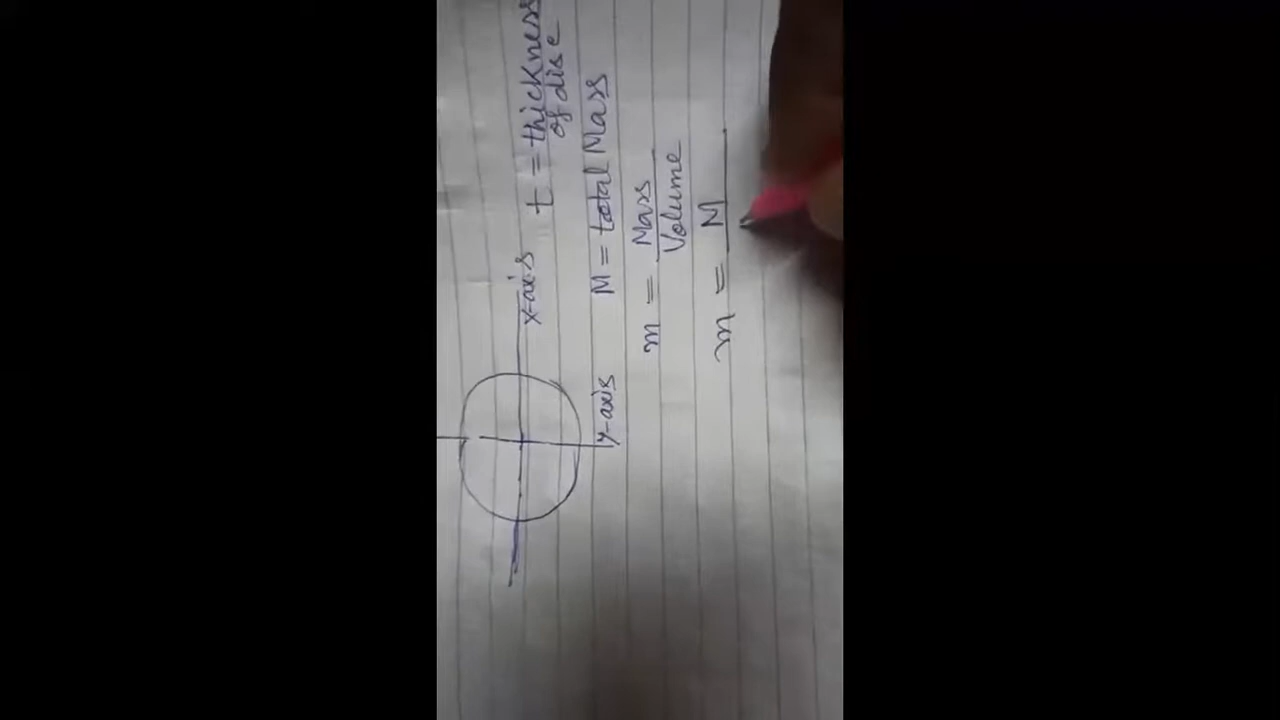 x-axis
t = thickness
of disc
y-axis
M = total Mass
m = Mass
Volume
m = M